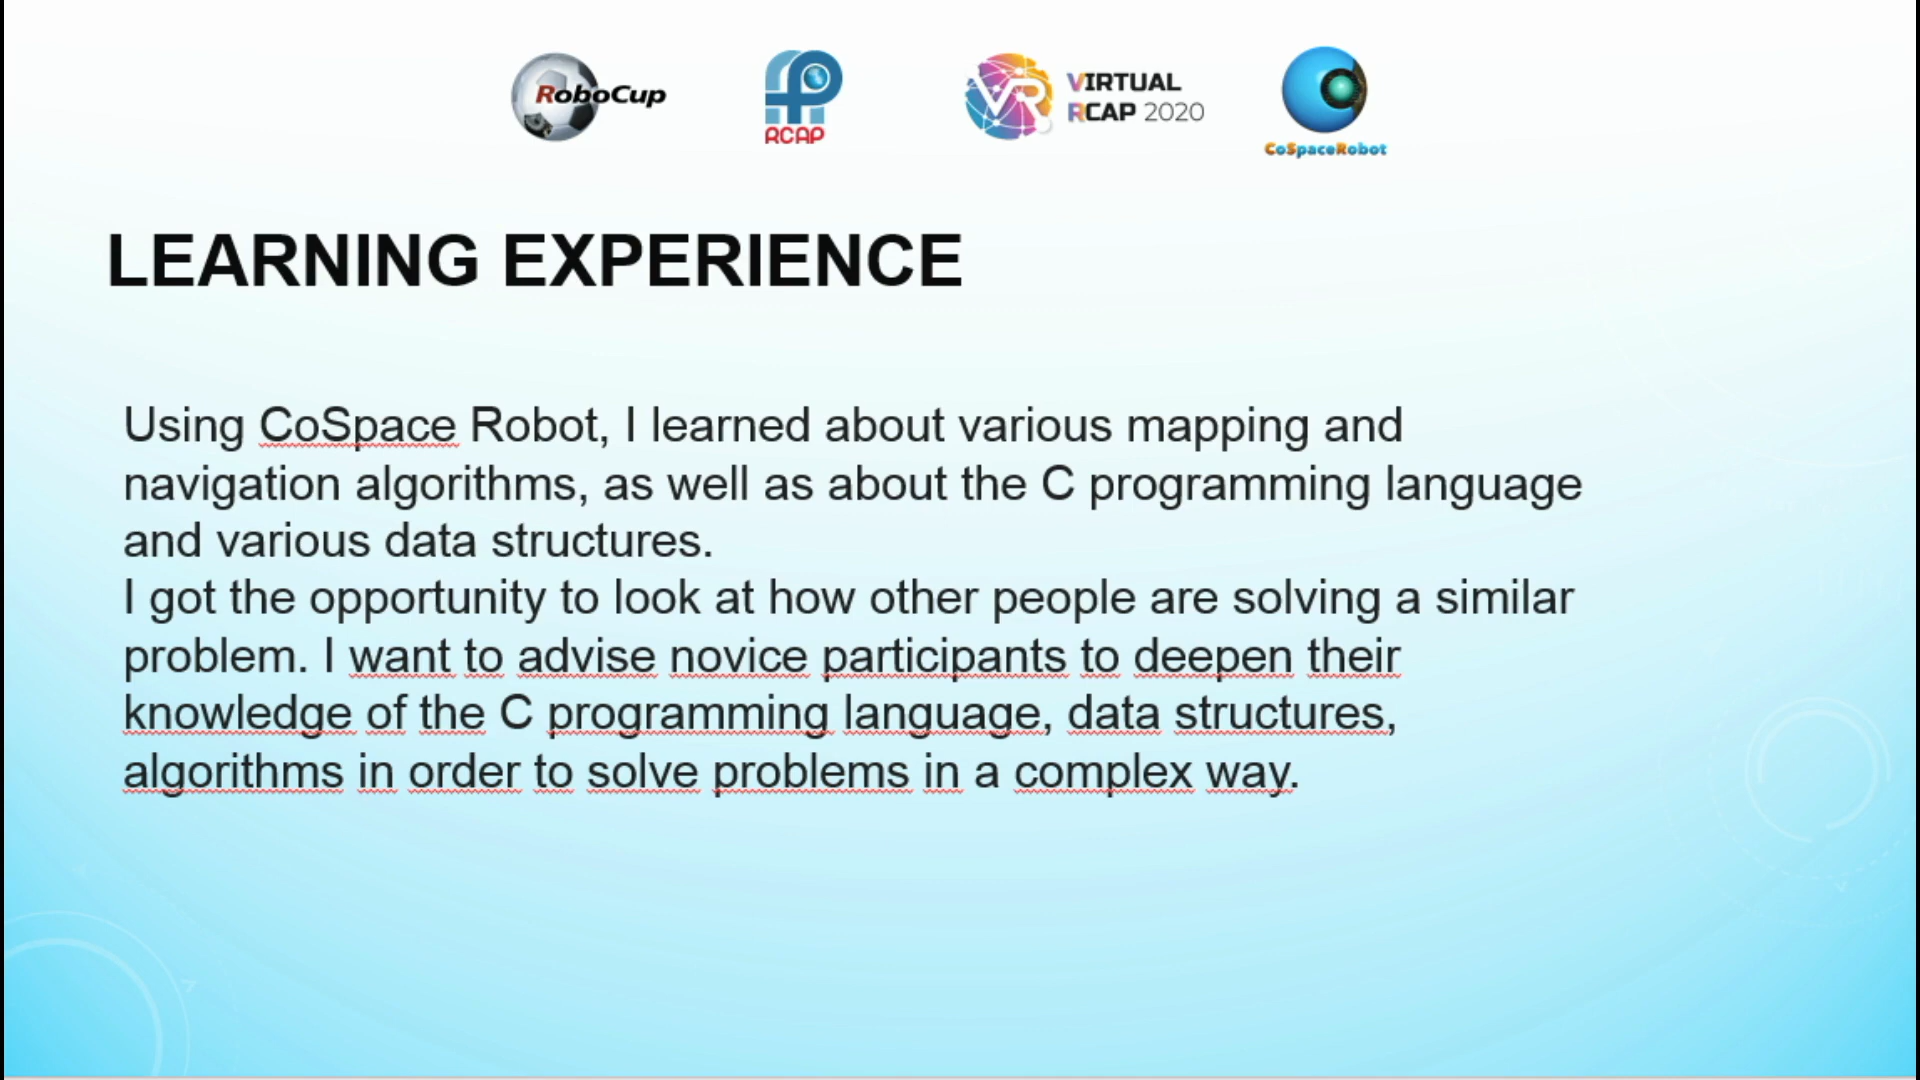 RoboCup
RCAP
VR VIRTUAL
RCAP 2020
CoSpaceRobot
LEARNING EXPERIENCE
Using CoSpace Robot, I learned about various mapping and
navigation algorithms, as well as about the C programming language
and various data structures.
I got the opportunity to look at how other people are solving a similar
problem. I want to advise novice participants to deepen their
knowledge of the C programming language, data structures,
algorithms in order to solve problems in a complex way.